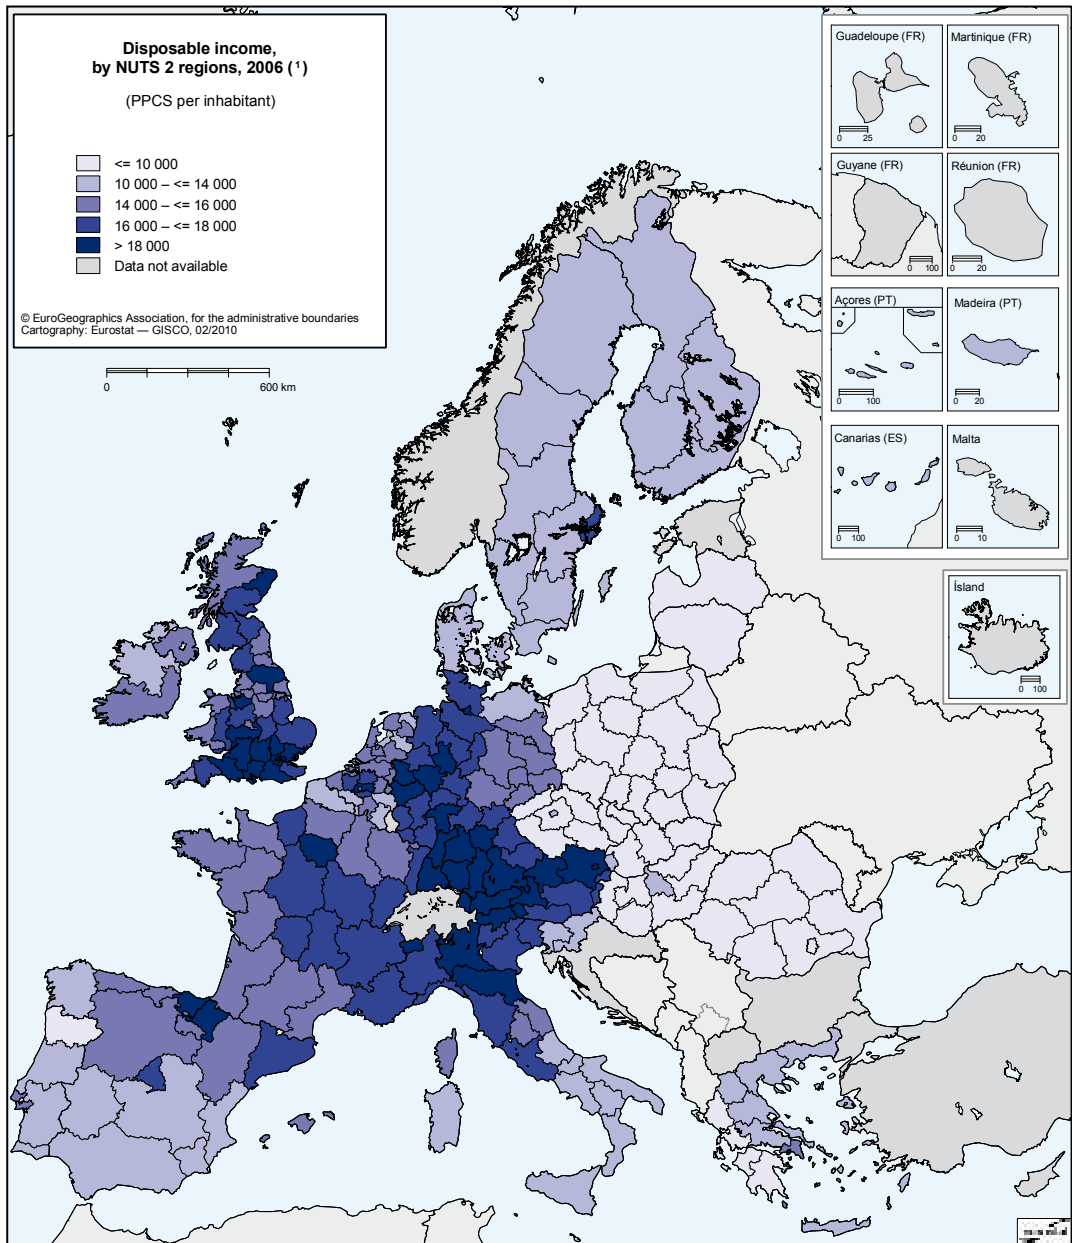 Disposable income,
by NUTS 2 regions, 2006 (¹)
(PPCS per inhabitant)
<= 10 000
10 000 – <= 14 000
14 000 – <= 16 000
16 000 – <= 18 000
> 18 000
Data not available
© EuroGeographics Association, for the administrative boundaries
Cartography: Eurostat — GISCO, 02/2010
0 600 km
Guadeloupe (FR)
0 25
Martinique (FR)
0 20
Guyane (FR)
0 100
Réunion (FR)
0 20
Açores (PT)
0 100
Madeira (PT)
0 20
Canarias (ES)
0 100
Malta
0 10
Ísland
0 100